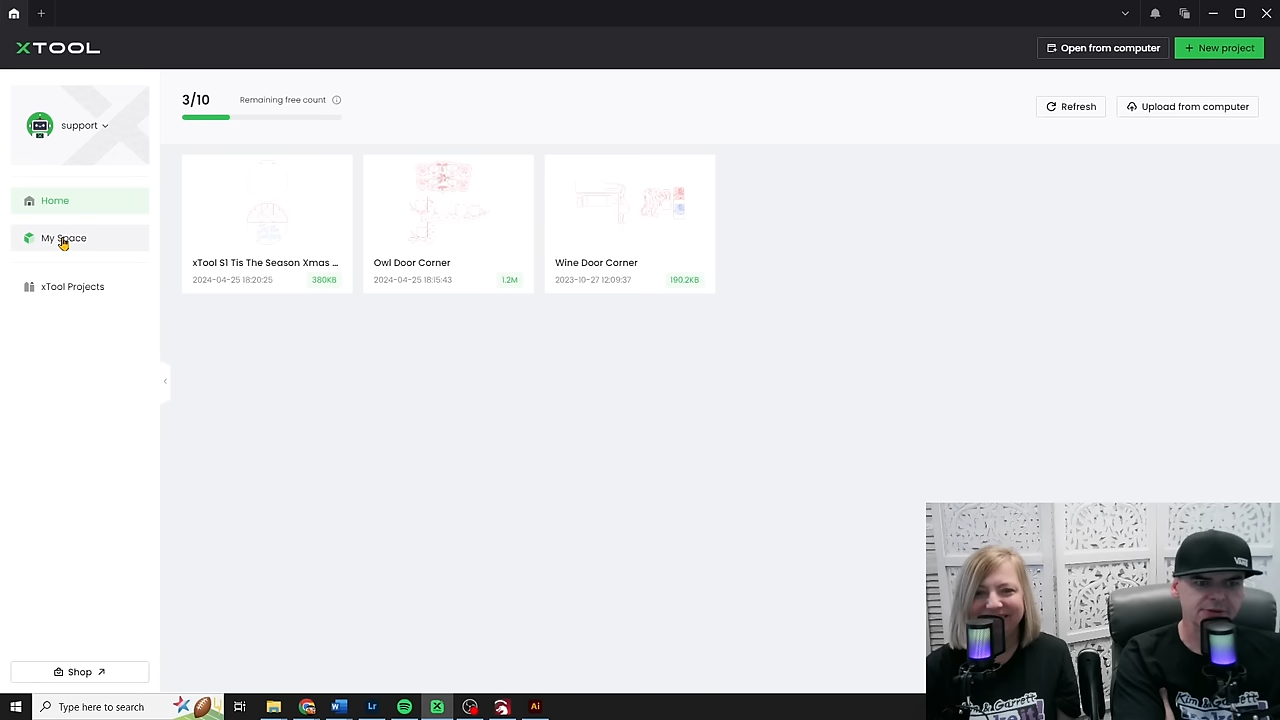 XTOOL
Open from computer
+ New project
support
3/10
Remaining free count
Refresh
Upload from computer
Home
My Space
xTool Projects
xTool S1 Tis The Season Xmas ...
2024-04-25 18:20:25
380KB
Owl Door Corner
2024-04-25 18:15:43
1.2M
Wine Door Corner
2023-10-27 12:09:37
190.2KB
VANS
Shop
Type here to search
W
Lr
Ai